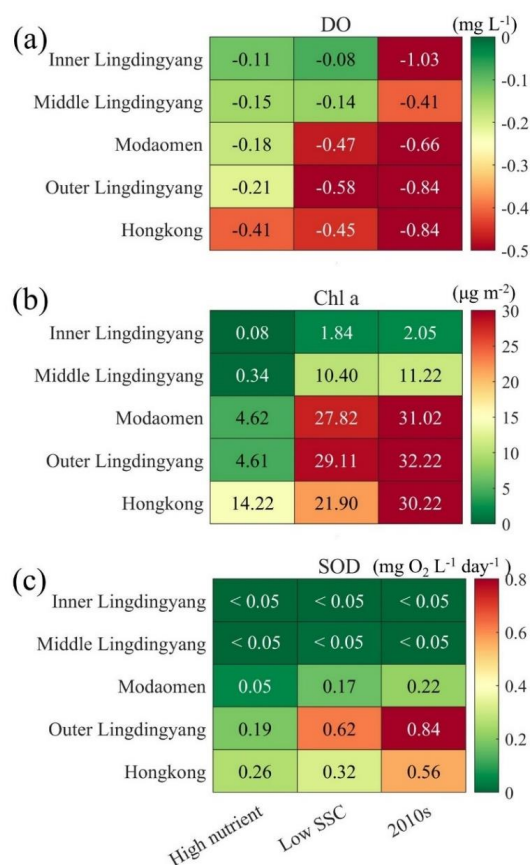 (a) DO (mg L⁻¹)
Inner Lingdingyang -0.11 -0.08 -1.03 0
Middle Lingdingyang -0.15 -0.14 -0.41 -0.1
Modaomen -0.18 -0.47 -0.66 -0.2
Outer Lingdingyang -0.21 -0.58 -0.84 -0.3
Hongkong -0.41 -0.45 -0.84 -0.4
-0.5
(b) Chl a (μg m⁻²)
Inner Lingdingyang 0.08 1.84 2.05 30
Middle Lingdingyang 0.34 10.40 11.22 25
Modaomen 4.62 27.82 31.02 20
15
Outer Lingdingyang 4.61 29.11 32.22 10
Hongkong 14.22 21.90 30.22 5
0
(c) SOD (mg O₂ L⁻¹ day⁻¹)
Inner Lingdingyang < 0.05 < 0.05 < 0.05 0.8
Middle Lingdingyang < 0.05 < 0.05 < 0.05 0.6
Modaomen 0.05 0.17 0.22 0.4
Outer Lingdingyang 0.19 0.62 0.84 0.2
Hongkong 0.26 0.32 0.56 0
High nutrient Low SSC 2010s